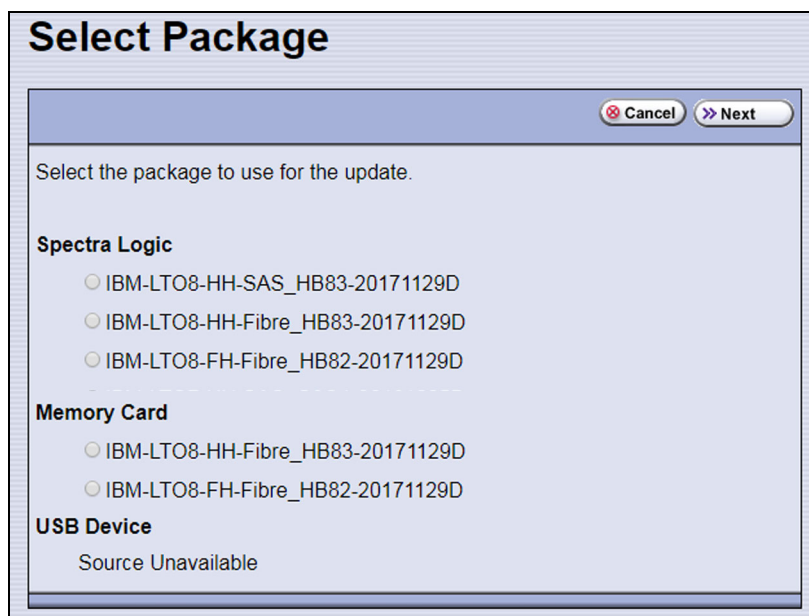 Select Package
Cancel
Next
Select the package to use for the update.
Spectra Logic
IBM-LTO8-HH-SAS_HB83-20171129D
IBM-LTO8-HH-Fibre_HB83-20171129D
IBM-LTO8-FH-Fibre_HB82-20171129D
Memory Card
IBM-LTO8-HH-Fibre_HB83-20171129D
IBM-LTO8-FH-Fibre_HB82-20171129D
USB Device
Source Unavailable